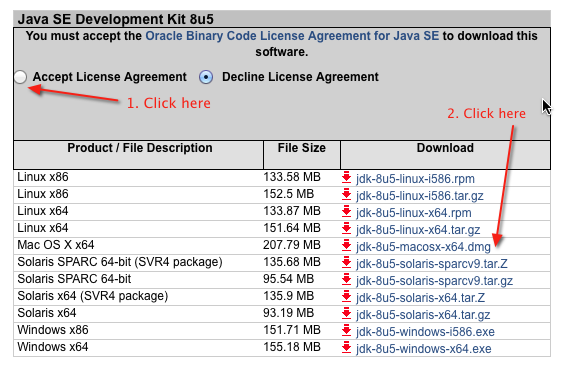 Java SE Development Kit 8u5
You must accept the Oracle Binary Code License Agreement for Java SE to download this
software.
Accept License Agreement Decline License Agreement
1. Click here
2. Click here
Product / File Description File Size Download
Linux x86 133.58 MB jdk-8u5-linux-i586.rpm
Linux x86 152.5 MB jdk-8u5-linux-i586.tar.gz
Linux x64 133.87 MB jdk-8u5-linux-x64.rpm
Linux x64 151.64 MB jdk-8u5-linux-x64.tar.gz
Mac OS X x64 207.79 MB jdk-8u5-macosx-x64.dmg
Solaris SPARC 64-bit (SVR4 package) 135.68 MB jdk-8u5-solaris-sparcv9.tar.Z
Solaris SPARC 64-bit 95.54 MB jdk-8u5-solaris-sparcv9.tar.gz
Solaris x64 (SVR4 package) 135.9 MB jdk-8u5-solaris-x64.tar.Z
Solaris x64 93.19 MB jdk-8u5-solaris-x64.tar.gz
Windows x86 151.71 MB jdk-8u5-windows-i586.exe
Windows x64 155.18 MB jdk-8u5-windows-x64.exe